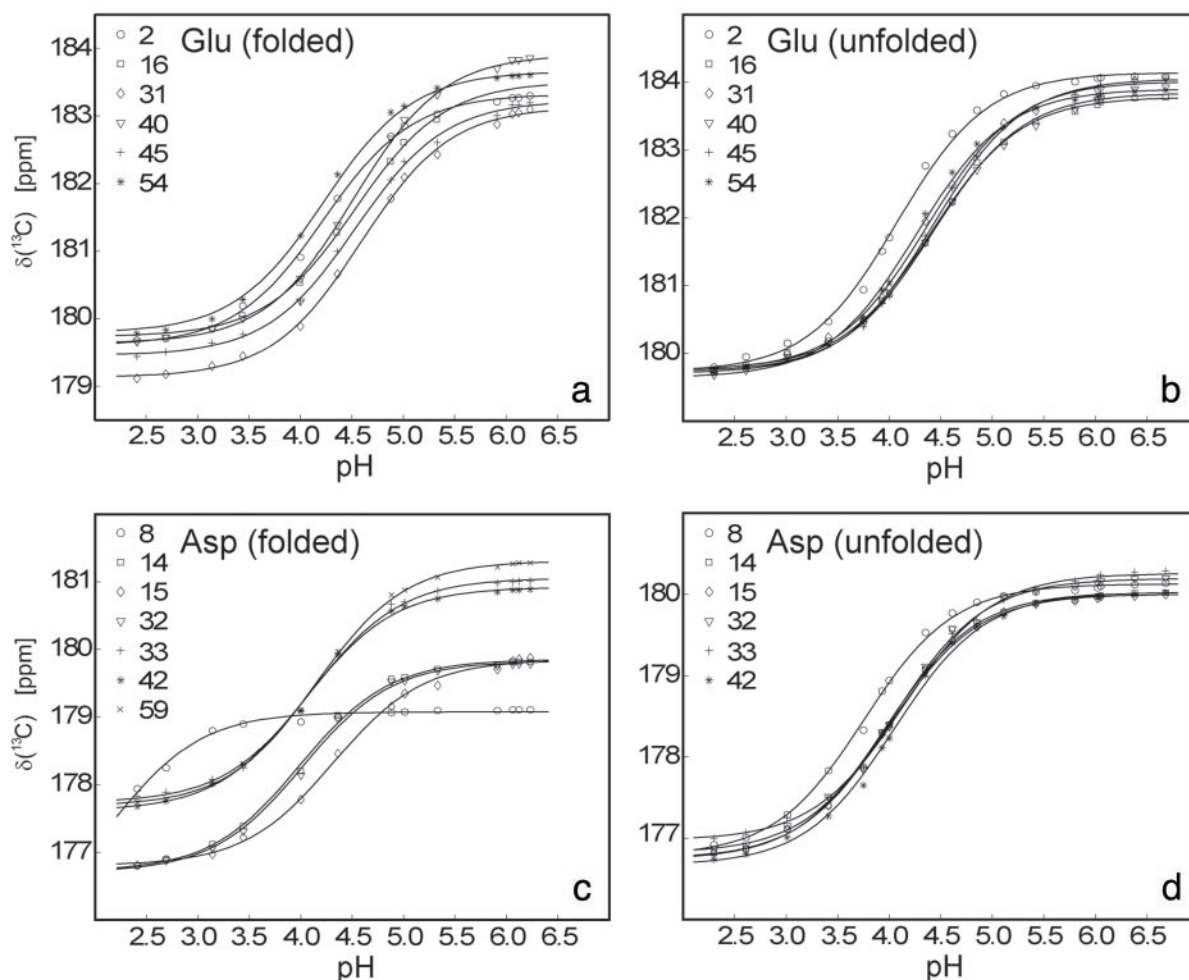 Glu (folded)
○ 2
□ 16
◇ 31
▽ 40
+ 45
* 54
184
183
182
181
180
179
δ(¹³C) [ppm]
2.5 3.0 3.5 4.0 4.5 5.0 5.5 6.0 6.5
pH
a
Glu (unfolded)
○ 2
□ 16
◇ 31
▽ 40
+ 45
* 54
184
183
182
181
180
2.5 3.0 3.5 4.0 4.5 5.0 5.5 6.0 6.5
pH
b
Asp (folded)
○ 8
□ 14
◇ 15
▽ 32
+ 33
* 42
× 59
181
180
179
178
177
δ(¹³C) [ppm]
2.5 3.0 3.5 4.0 4.5 5.0 5.5 6.0 6.5
pH
c
Asp (unfolded)
○ 8
□ 14
◇ 15
▽ 32
+ 33
* 42
180
179
178
177
2.5 3.0 3.5 4.0 4.5 5.0 5.5 6.0 6.5
pH
d